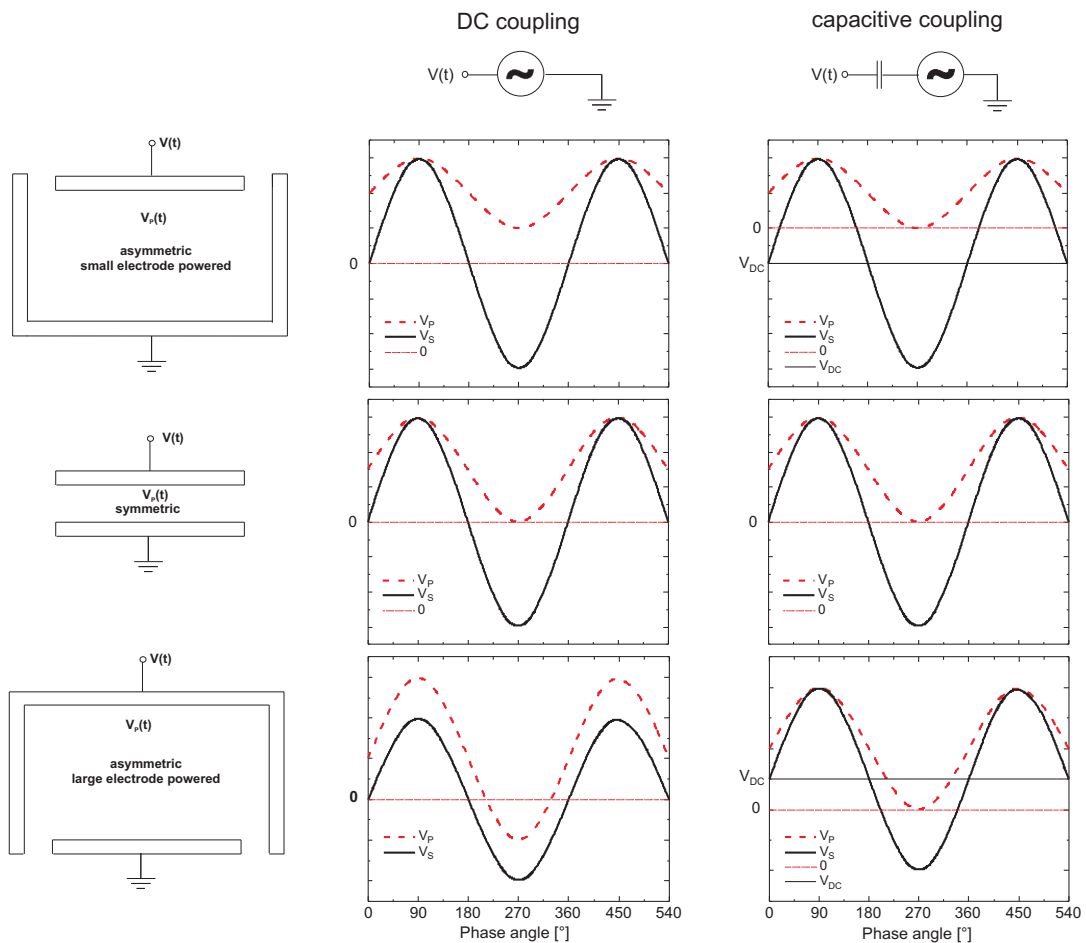 DC coupling
capacitive coupling
V(t)
V(t)
V(t)
V_P(t)
asymmetric
small electrode powered
0
V_P
V_S
0
0
V_DC
V_P
V_S
0
V_DC
V(t)
V_P(t)
symmetric
0
V_P
V_S
0
0
V_P
V_S
0
V(t)
V_P(t)
asymmetric
large electrode powered
0
V_P
V_S
0 90 180 270 360 450 540
Phase angle [°]
V_DC
0
V_P
V_S
0
V_DC
0 90 180 270 360 450 540
Phase angle [°]